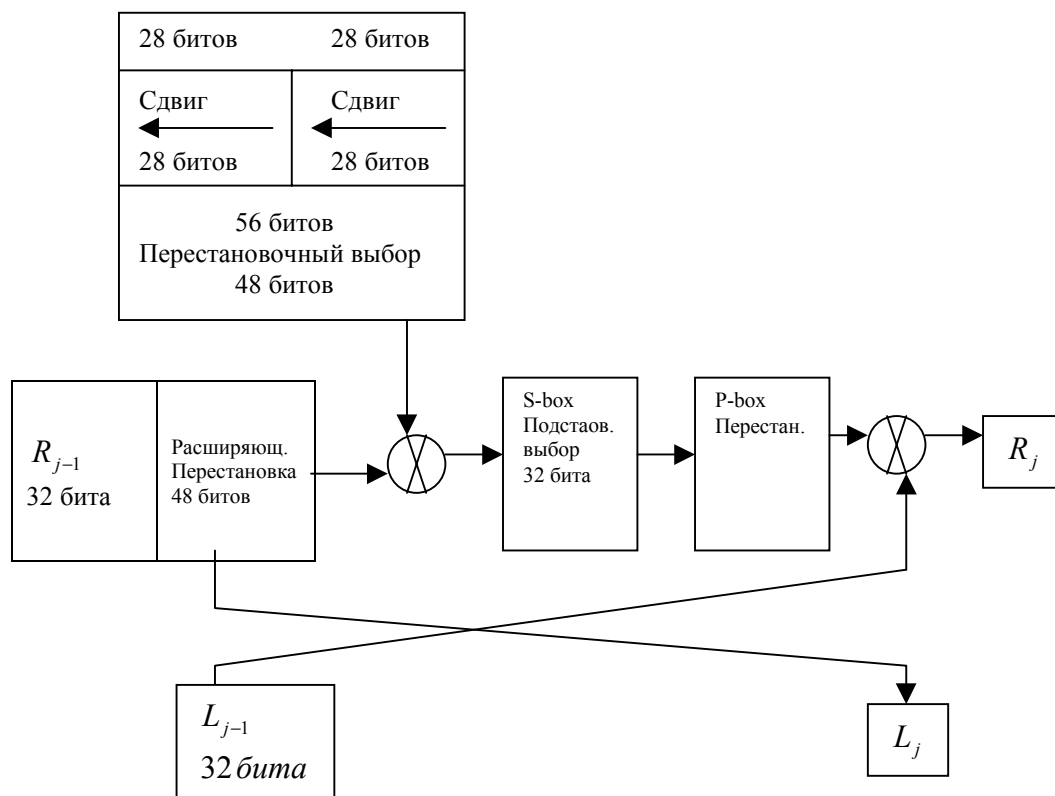 28 битов 28 битов
Сдвиг Сдвиг
28 битов 28 битов
56 битов
Перестановочный выбор
48 битов
R_{j-1}
32 бита
Расширяющ.
Перестановка
48 битов
S-box
Подстаов.
выбор
32 бита
P-box
Перестан.
R_j
L_{j-1}
32 бита
L_j